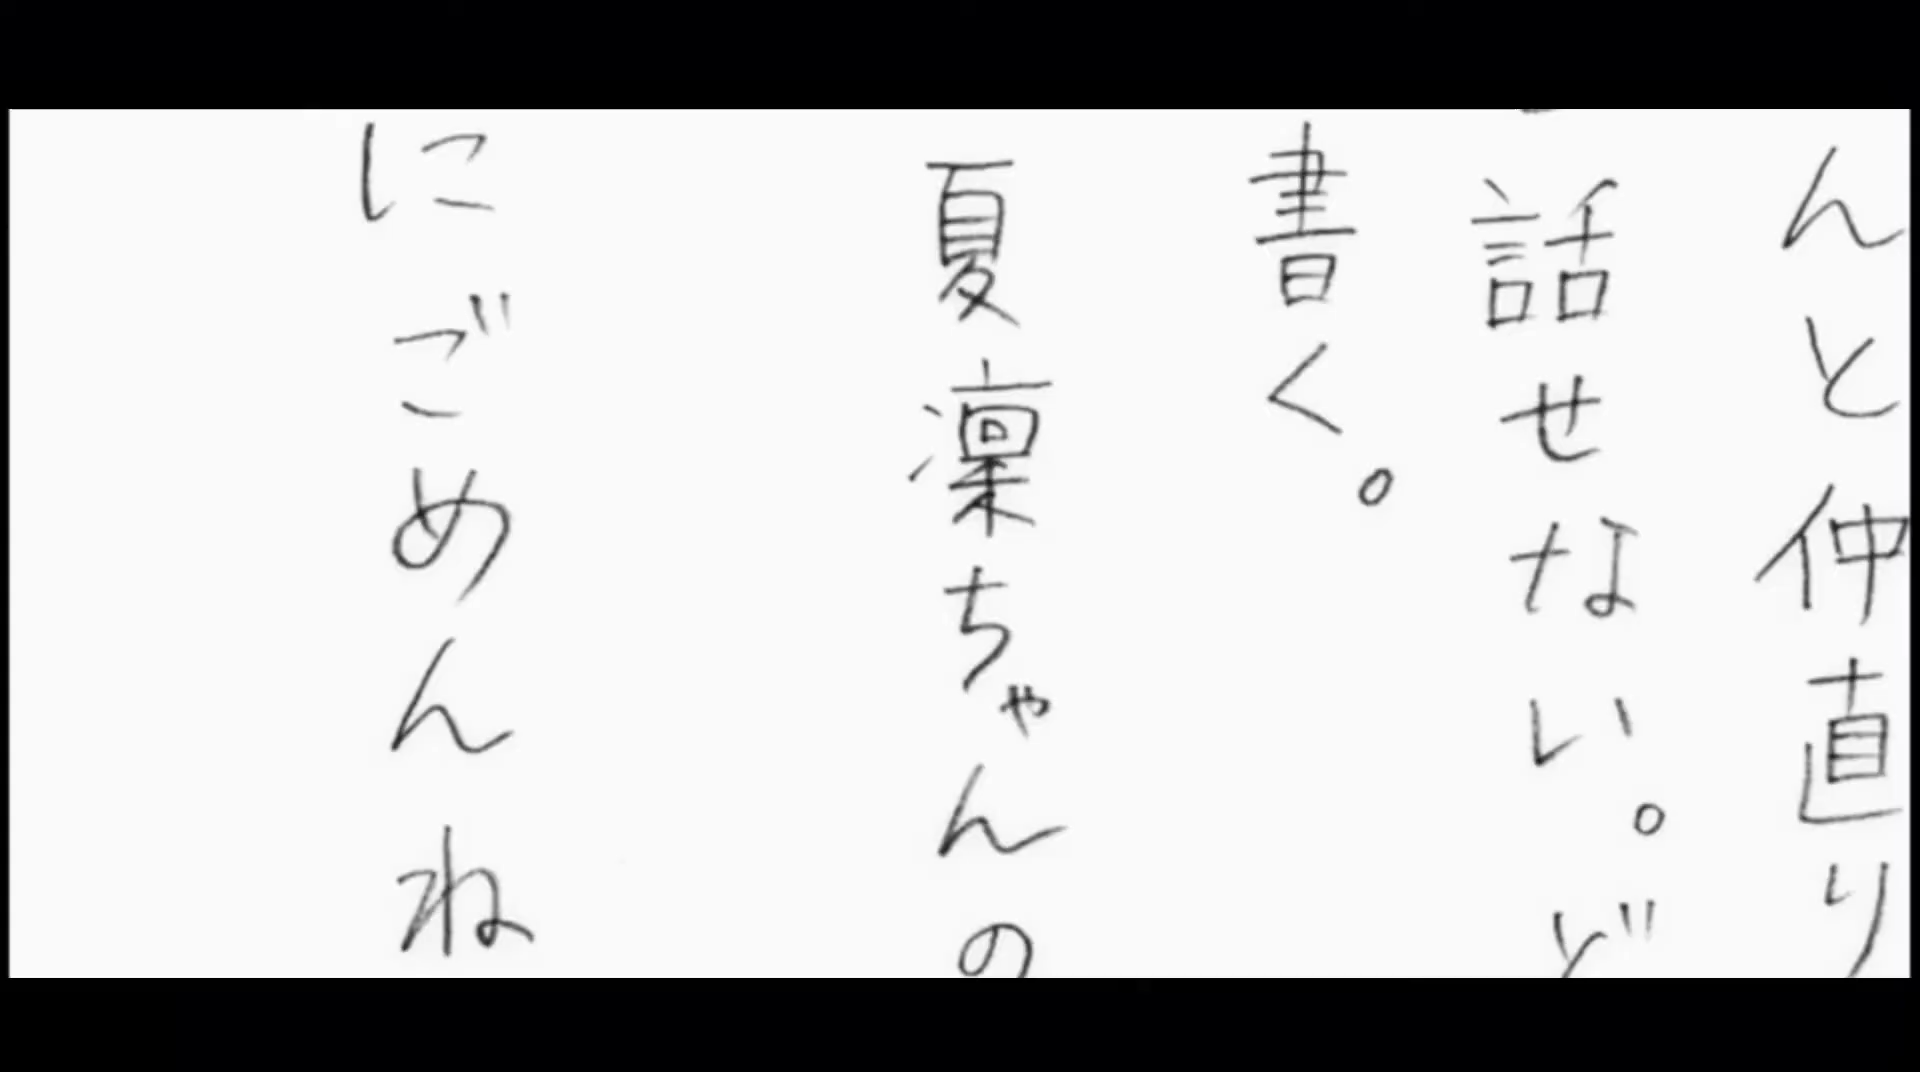 んと仲直り
話せない。ど
書く。
夏凜ちゃんの
にごめんね